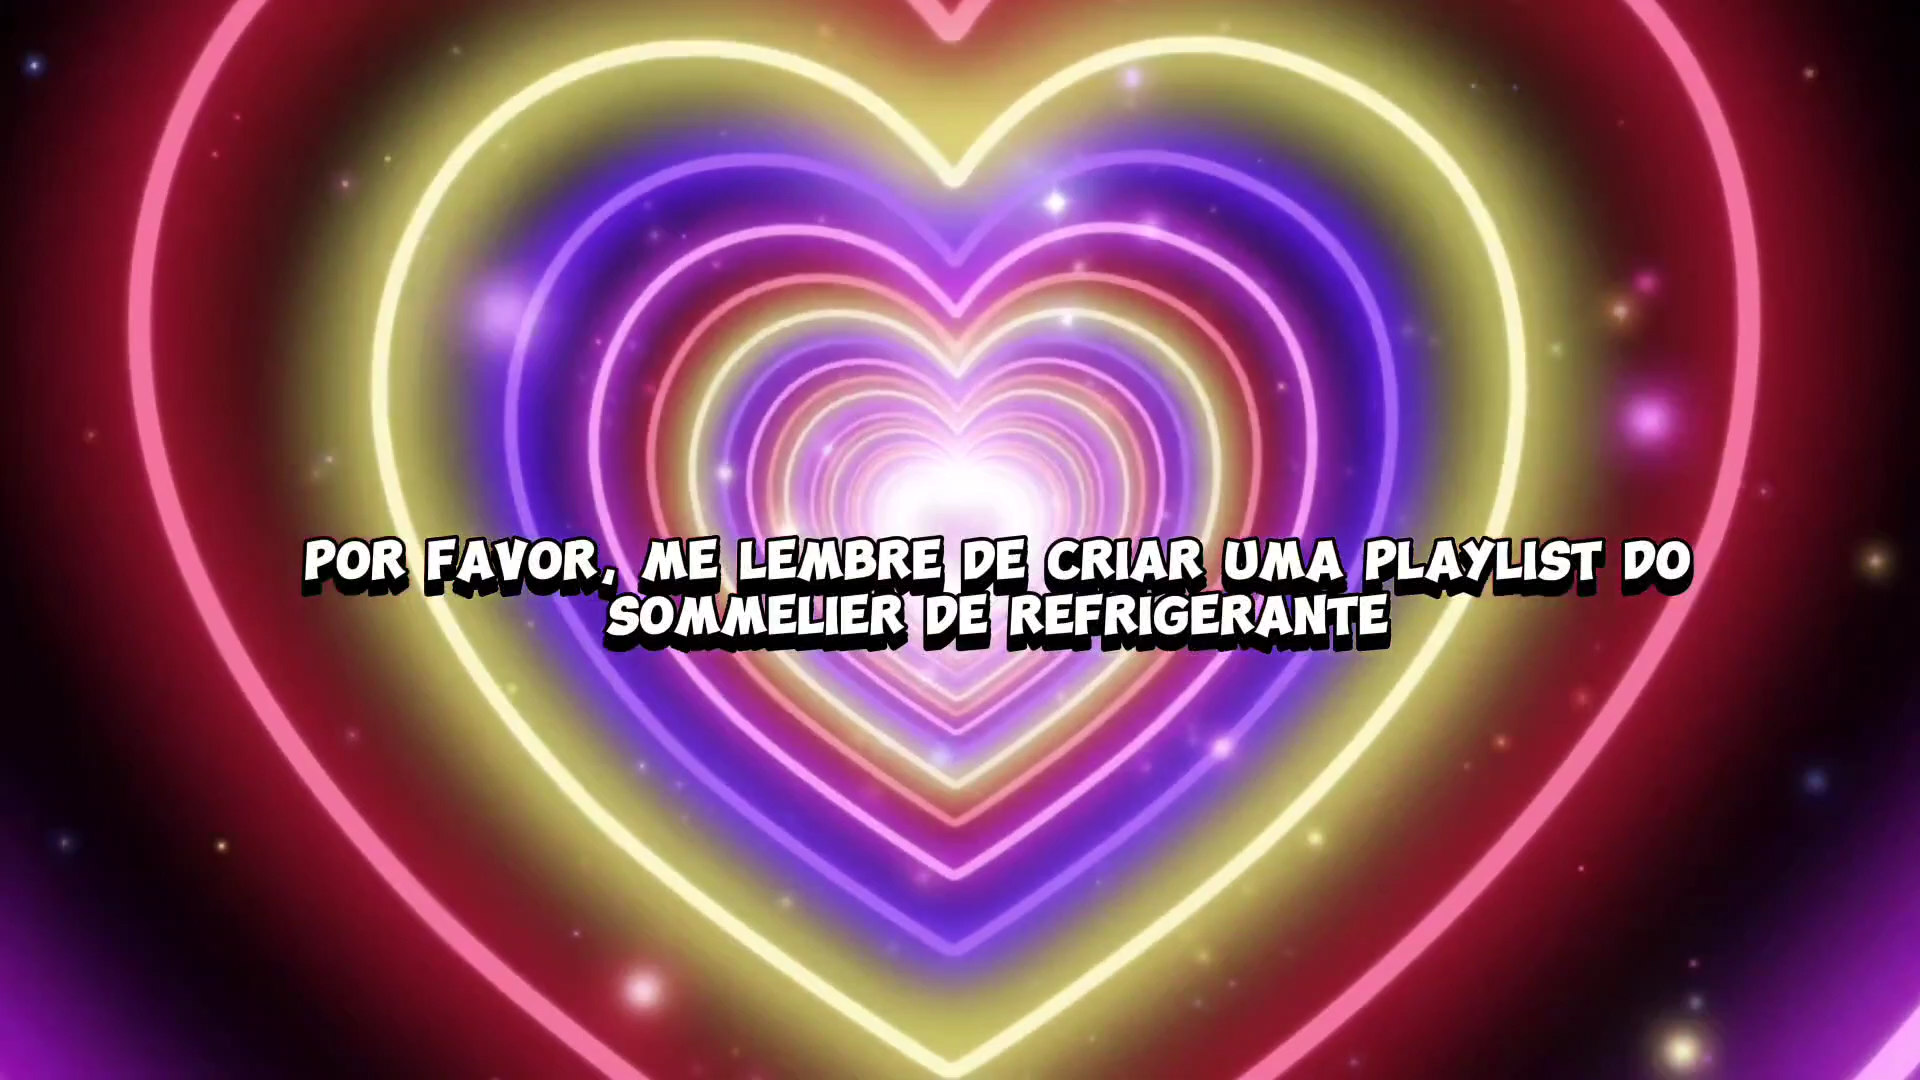 POR FAVOR, ME LEMBRE DE CRIAR UMA PLAYLIST DO
SOMMELIER DE REFRIGERANTE